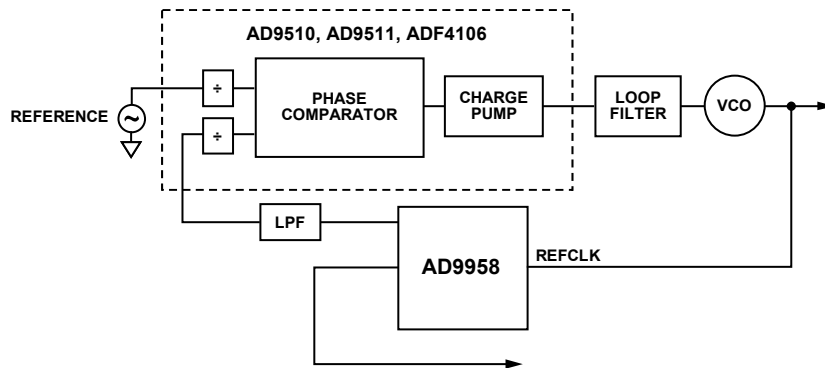 AD9510, AD9511, ADF4106
REFERENCE
~
÷
÷
PHASE
COMPARATOR
CHARGE
PUMP
LOOP
FILTER
VCO
LPF
AD9958
REFCLK